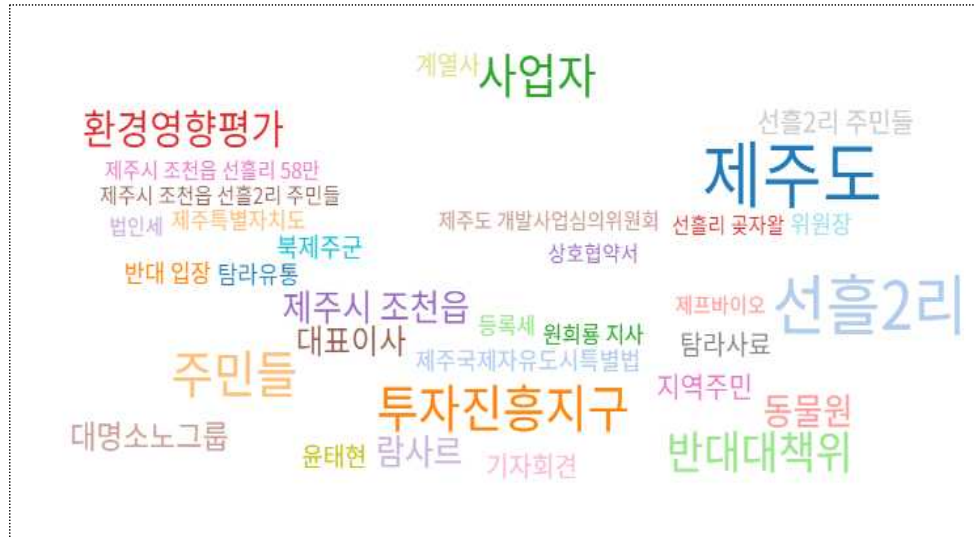 계열사 사업자
환경영향평가 선흘2리 주민들
제주도
제주시 조천읍 선흘리 58만
제주시 조천읍 선흘2리 주민들
법인세 제주특별자치도 제주도 개발사업심의위원회 선흘리 곶자왈 위원장
북제주군 상호협약서
반대 입장 탐라유통
제주시 조천읍 제프바이오 선흘2리
등록세 원희룡 지사
대표이사 탐라사료
주민들 제주국제자유도시특별법
지역주민
투자진흥지구 동물원
대명소노그룹 반대대책위
윤태현 람사르 기자회견